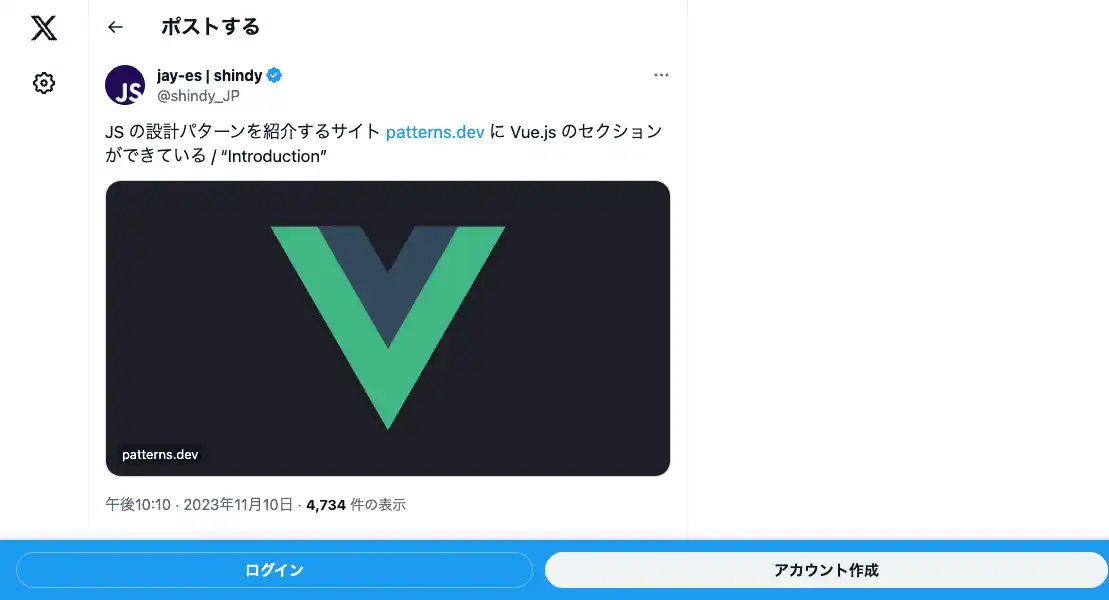 ポストする
JS
jay-es | shindy
@shindy_JP
JS の設計パターンを紹介するサイト patterns.dev に Vue.js のセクション
ができている / “Introduction”
patterns.dev
午後10:10 · 2023年11月10日 · 4,734 件の表示
ログイン
アカウント作成